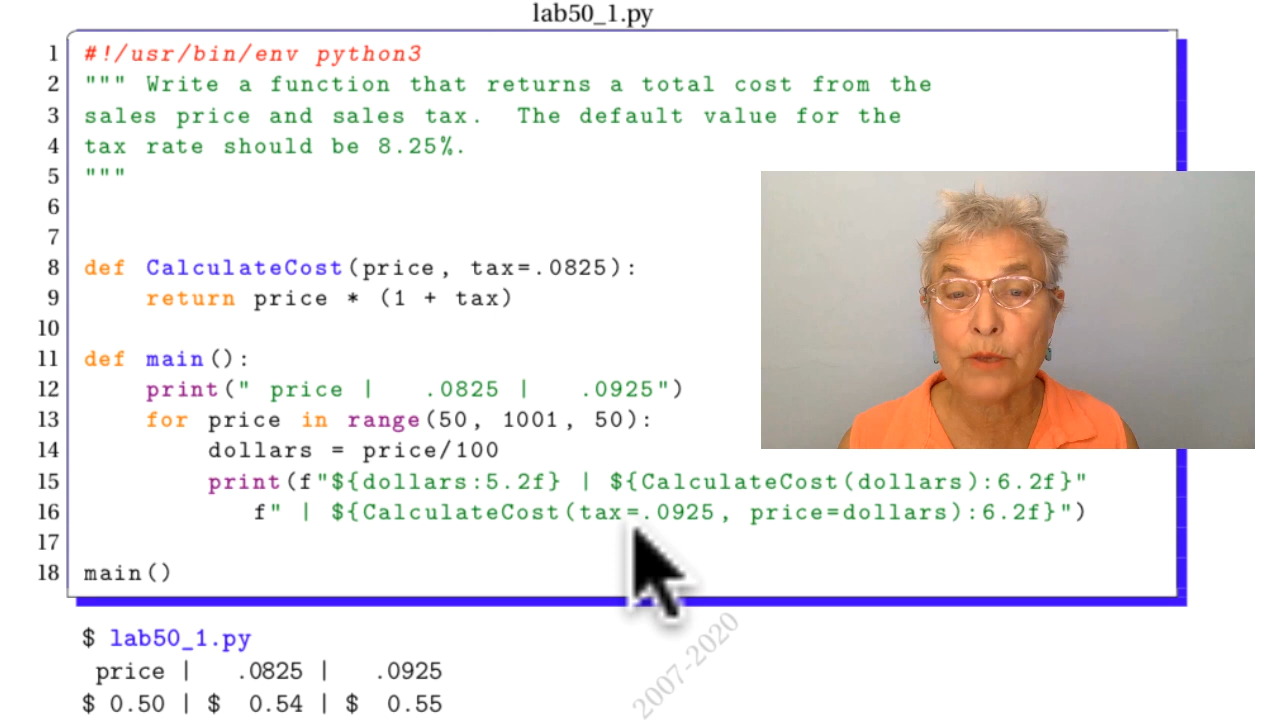 lab50_1.py
1 #!/usr/bin/env python3
2 """ Write a function that returns a total cost from the
3 sales price and sales tax.  The default value for the
4 tax rate should be 8.25%.
5 """
6
7
8 def CalculateCost(price, tax=.0825):
9     return price * (1 + tax)
10
11 def main():
12     print(" price |   .0825 |   .0925")
13     for price in range(50, 1001, 50):
14         dollars = price/100
15         print(f"${dollars:5.2f} | ${CalculateCost(dollars):6.2f}"
16            f" | ${CalculateCost(tax=.0925, price=dollars):6.2f}")
17
18 main()
$ lab50_1.py
 price |   .0825 |   .0925
$ 0.50 | $  0.54 | $  0.55
2007-2020